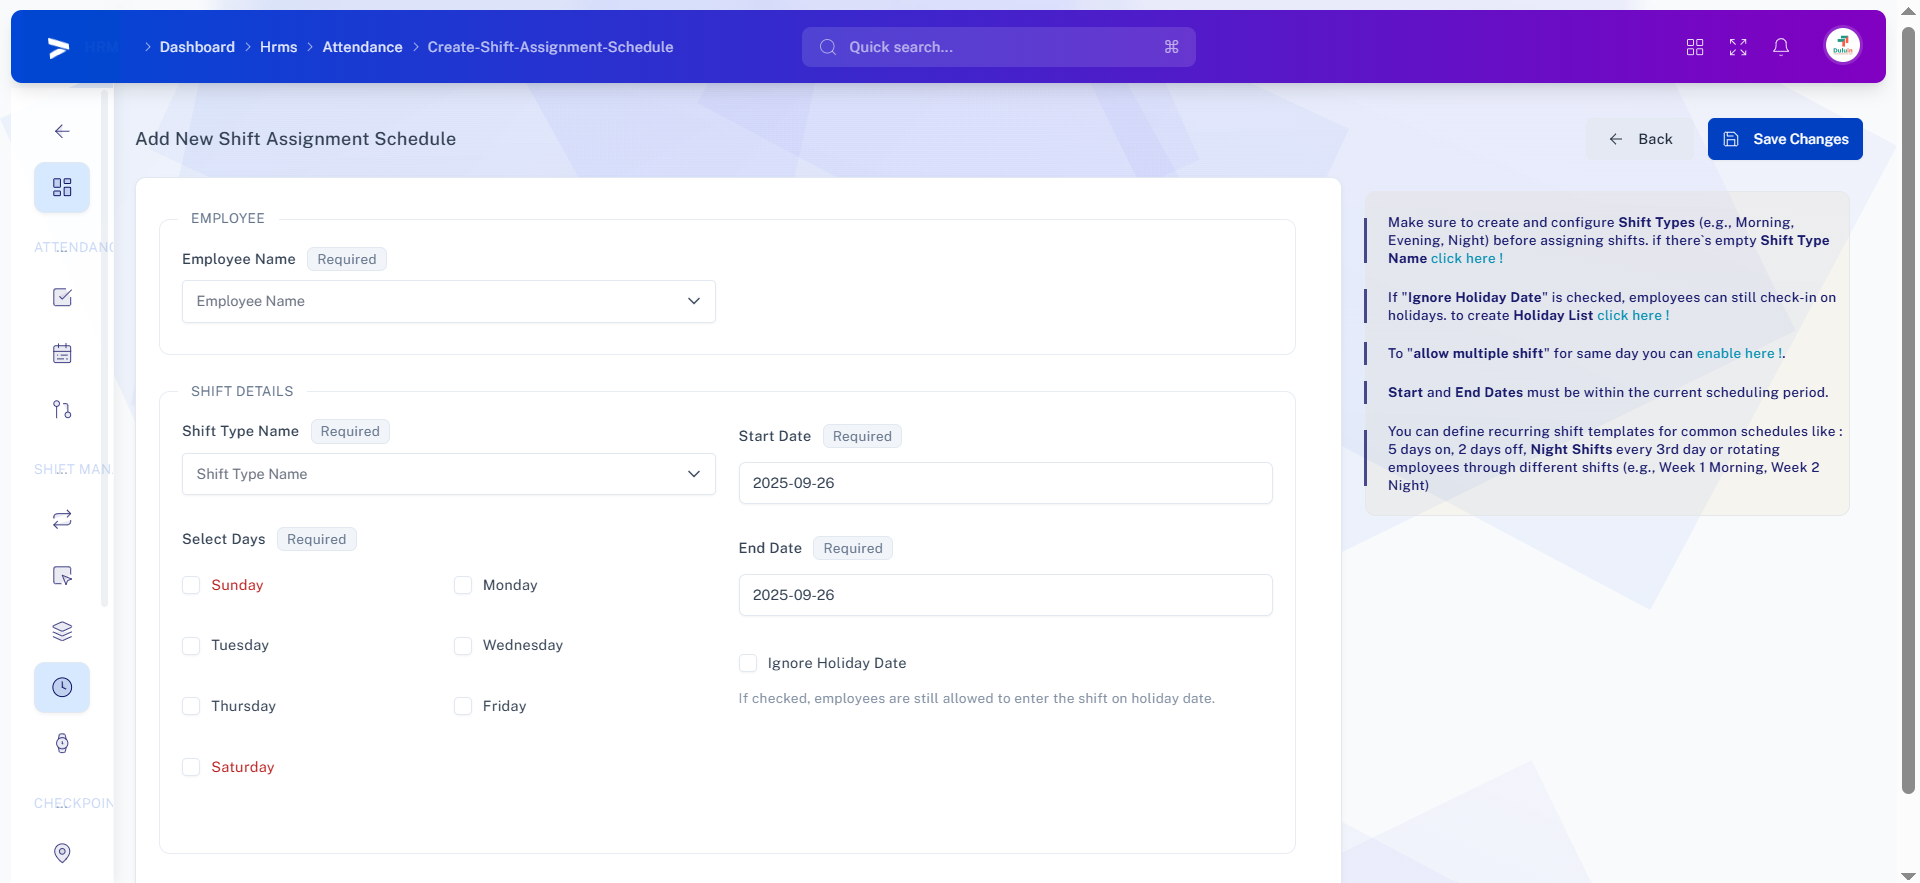 HRM
Dashboard
Hrms
Attendance
Create-Shift-Assignment-Schedule
Quick search...
⌘
Duluin
Add New Shift Assignment Schedule
Back
Save Changes
ATTENDANC
...
SHIFT MAN
...
CHECKPOIN
...
EMPLOYEE
Employee Name Required
Employee Name
SHIFT DETAILS
Shift Type Name Required
Shift Type Name
Select Days Required
Sunday
Monday
Tuesday
Wednesday
Thursday
Friday
Saturday
Start Date Required
2025-09-26
End Date Required
2025-09-26
Ignore Holiday Date
If checked, employees are still allowed to enter the shift on holiday date.
Make sure to create and configure Shift Types (e.g., Morning,
Evening, Night) before assigning shifts. if there`s empty Shift Type
Name click here !
If "Ignore Holiday Date" is checked, employees can still check-in on
holidays. to create Holiday List click here !
To "allow multiple shift" for same day you can enable here !.
Start and End Dates must be within the current scheduling period.
You can define recurring shift templates for common schedules like :
5 days on, 2 days off, Night Shifts every 3rd day or rotating
employees through different shifts (e.g., Week 1 Morning, Week 2
Night)